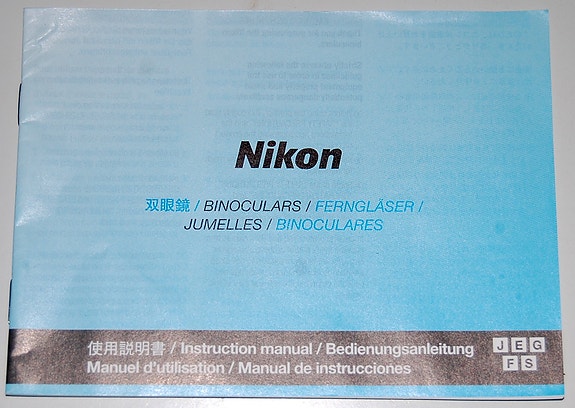 Nikon
双眼鏡 / BINOCULARS / FERNGLÄSER /
JUMELLES / BINOCULARES
使用説明書 / Instruction manual / Bedienungsanleitung
Manuel d'utilisation / Manual de instrucciones
J E G
F S